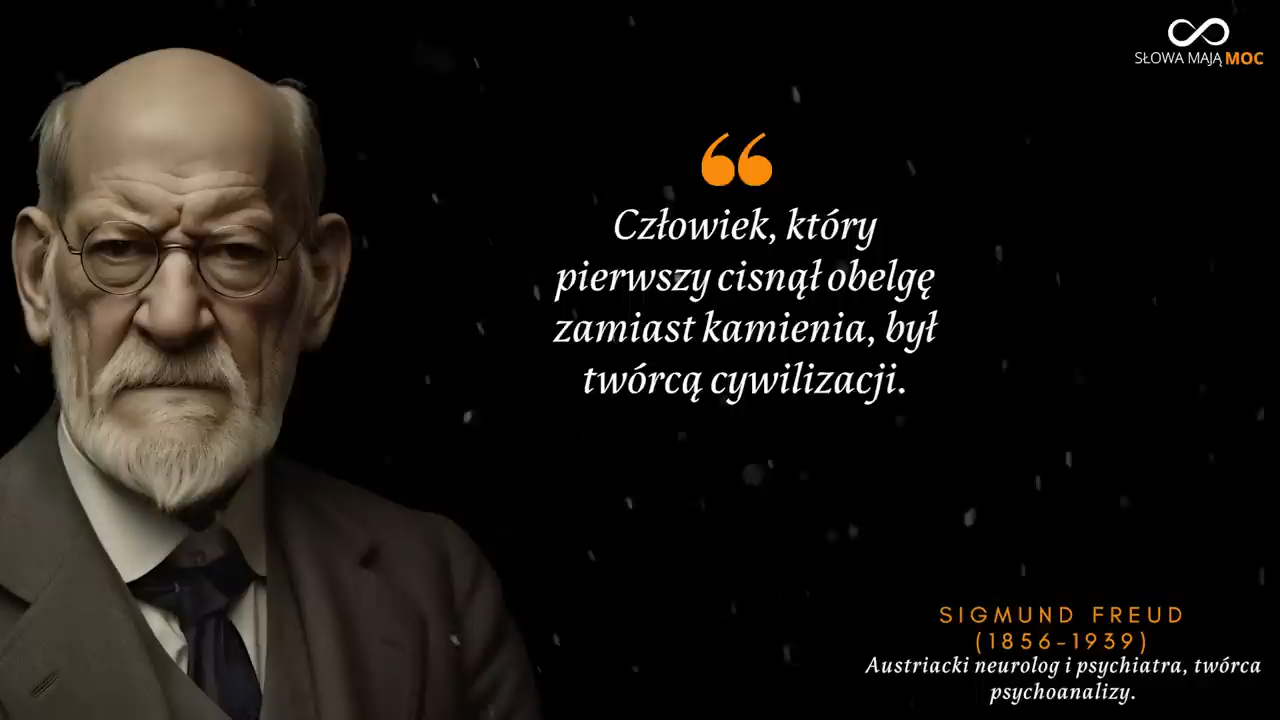 SŁOWA MAJĄ MOC
Człowiek, który
pierwszy cisnął obelgę
zamiast kamienia, był
twórcą cywilizacji.
SIGMUND FREUD
(1856-1939)
Austriacki neurolog i psychiatra, twórca
psychoanalizy.